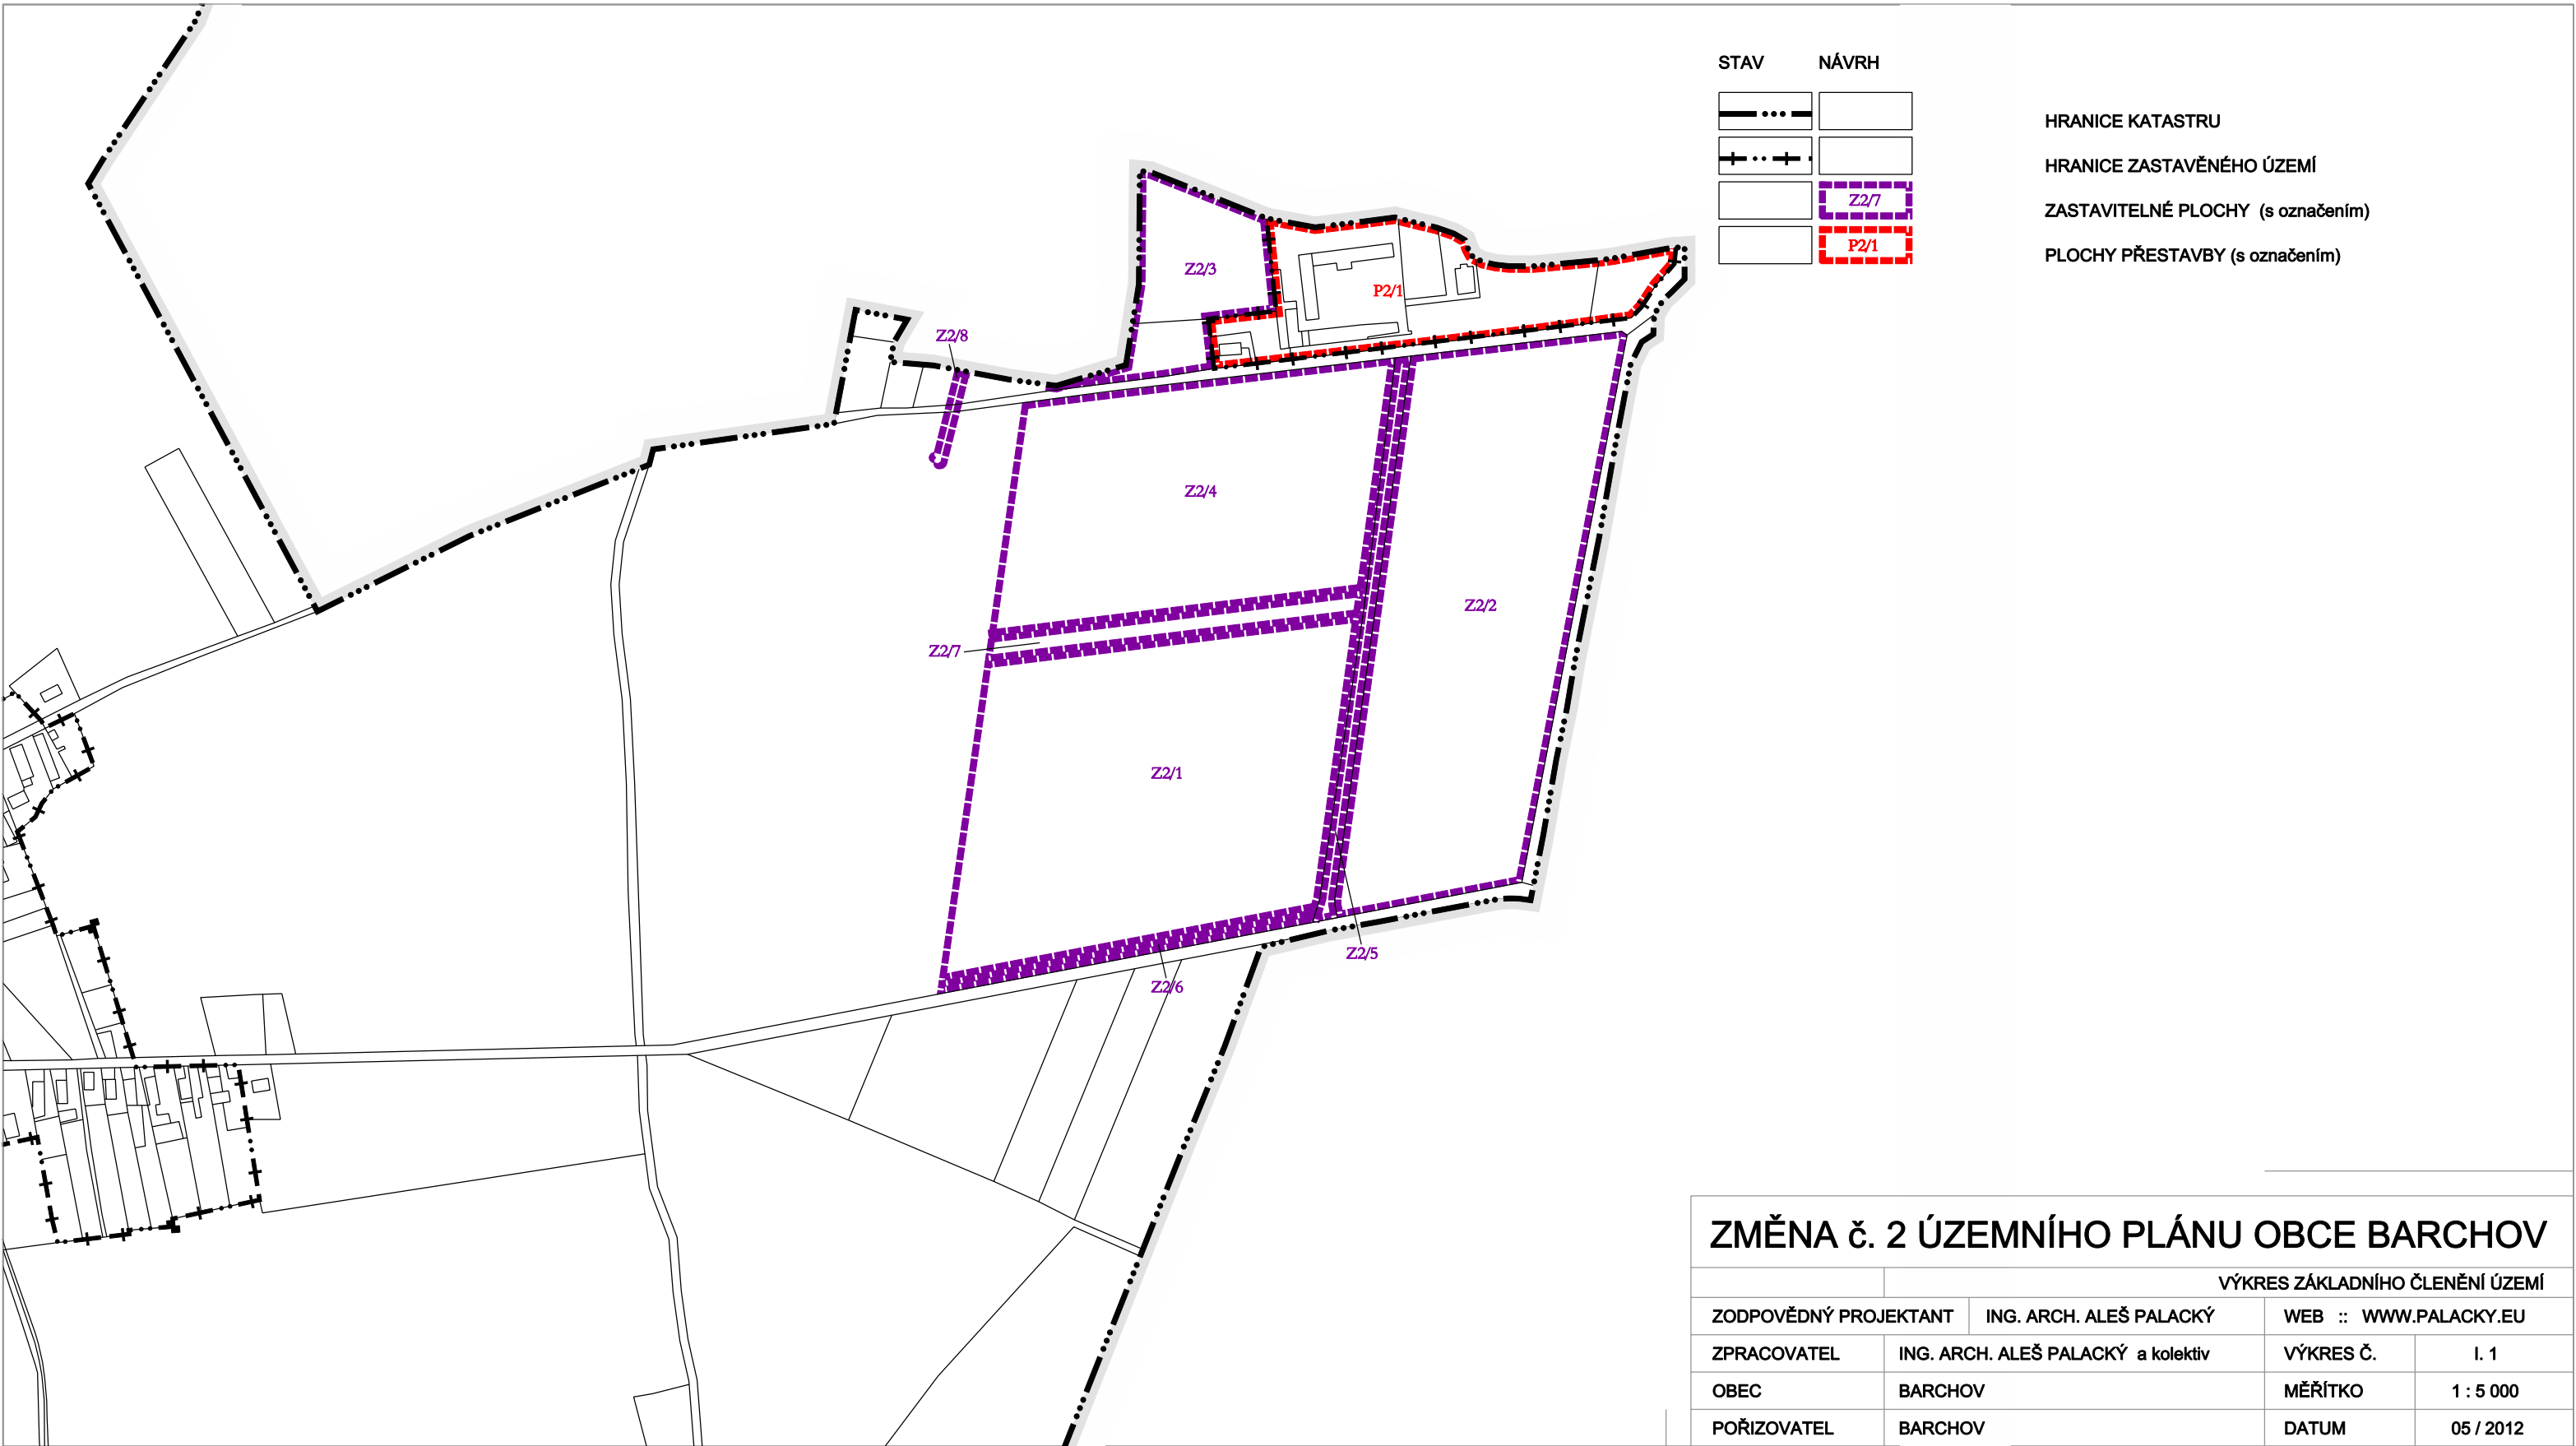 STAV NÁVRH
HRANICE KATASTRU
HRANICE ZASTAVĚNÉHO ÚZEMÍ
Z2/7 ZASTAVITELNÉ PLOCHY (s označením)
P2/1 PLOCHY PŘESTAVBY (s označením)
Z2/3
P2/1
Z2/8
Z2/4
Z2/2
Z2/7
Z2/1
Z2/5
Z2/6
ZMĚNA č. 2 ÚZEMNÍHO PLÁNU OBCE BARCHOV
VÝKRES ZÁKLADNÍHO ČLENĚNÍ ÚZEMÍ
ZODPOVĚDNÝ PROJEKTANT ING. ARCH. ALEŠ PALACKÝ WEB :: WWW.PALACKY.EU
ZPRACOVATEL ING. ARCH. ALEŠ PALACKÝ a kolektiv VÝKRES Č. I. 1
OBEC BARCHOV MĚŘÍTKO 1 : 5 000
POŘIZOVATEL BARCHOV DATUM 05 / 2012